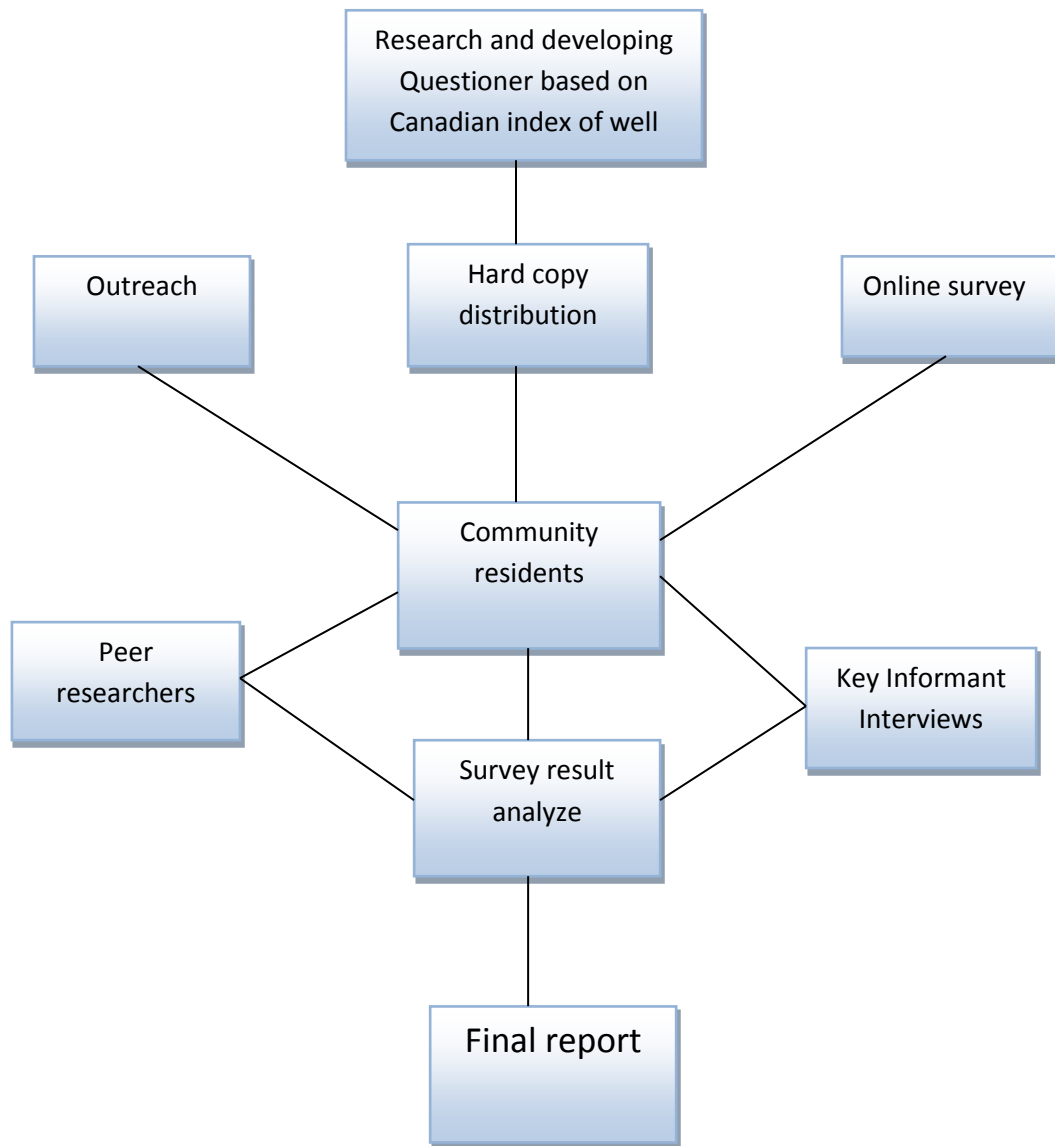 Research and developing
Questioner based on
Canadian index of well
Outreach
Hard copy
distribution
Online survey
Community
residents
Peer
researchers
Key Informant
Interviews
Survey result
analyze
Final report